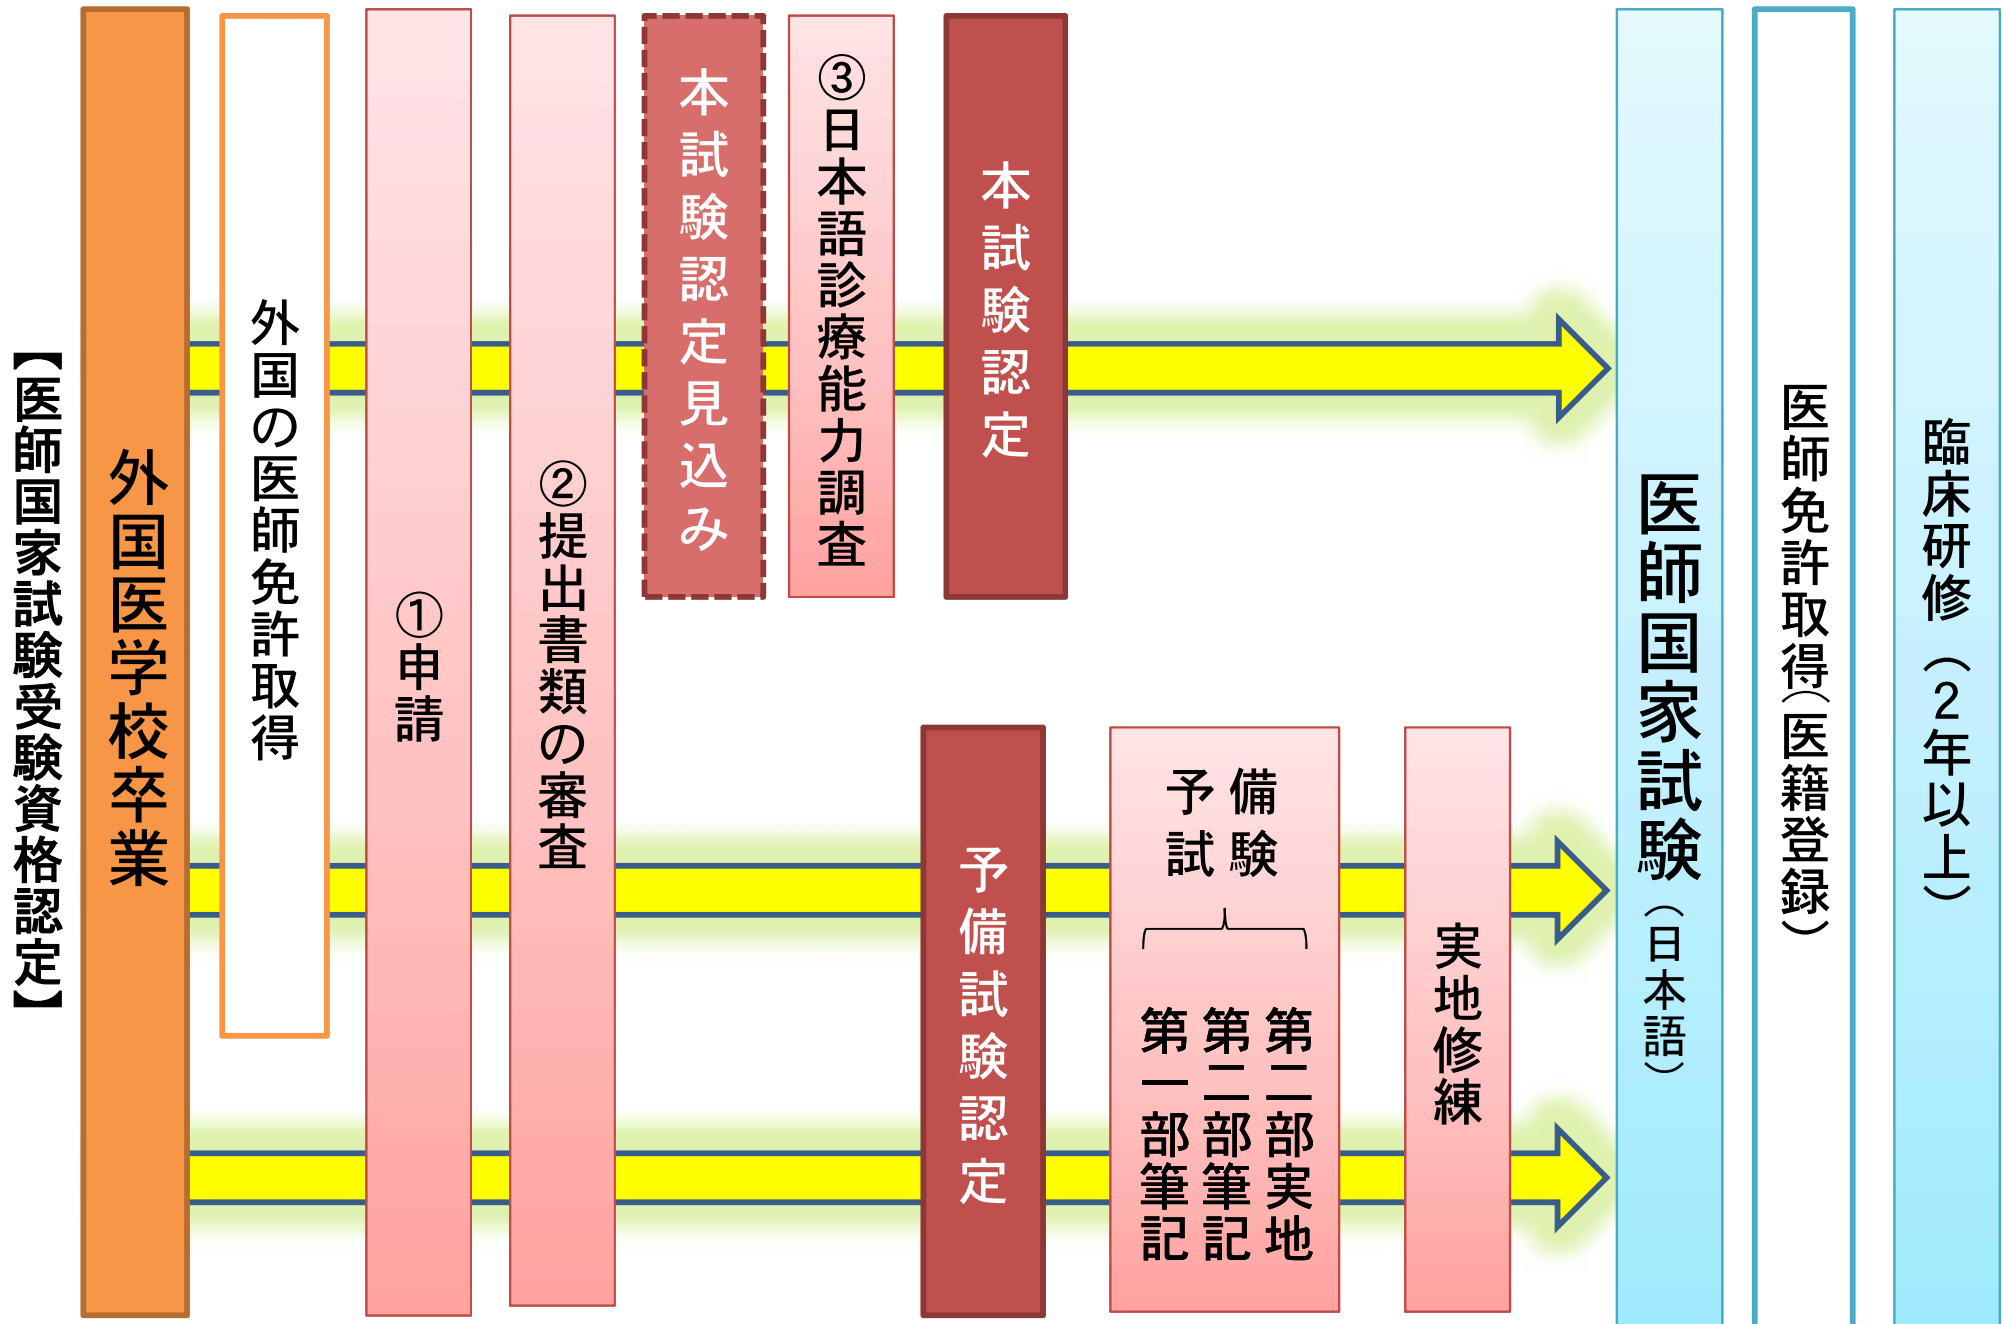 【医師国家試験受験資格認定】
外国医学校卒業
外国の医師免許取得
①申請
②提出書類の審査
本試験認定見込み
③日本語診療能力調査
本試験認定
予備試験認定
予備
試験
第一部筆記
第二部筆記
第二部実地
実地修練
医師国家試験（日本語）
医師免許取得（医籍登録）
臨床研修（２年以上）